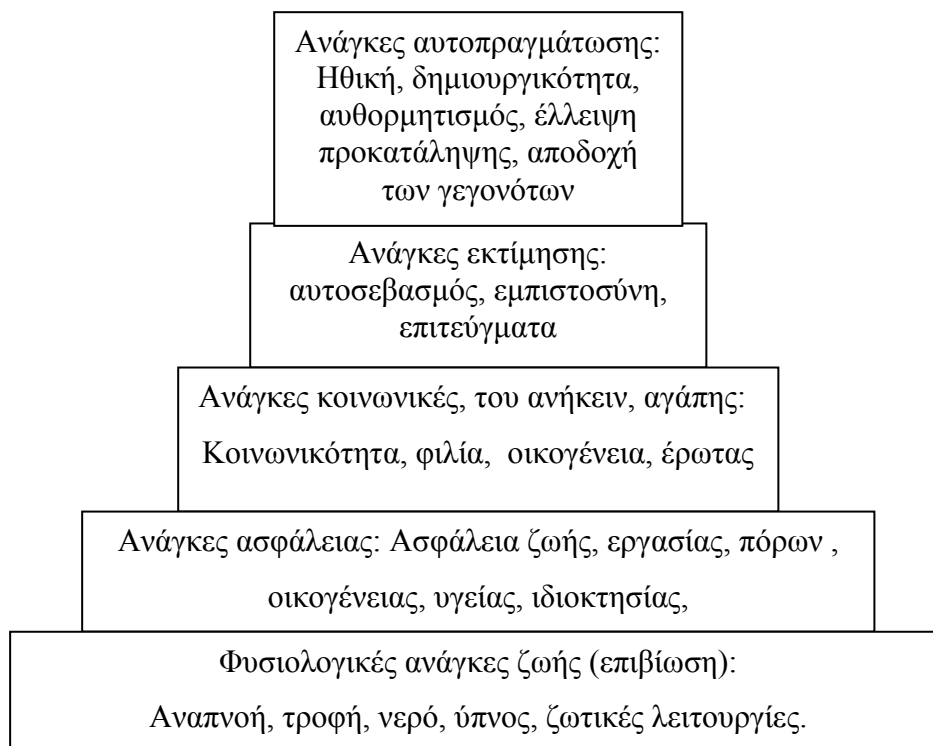 Ανάγκες αυτοπραγμάτωσης:
Ηθική, δημιουργικότητα,
αυθορμητισμός, έλλειψη
προκατάληψης, αποδοχή
των γεγονότων
Ανάγκες εκτίμησης:
αυτοσεβασμός, εμπιστοσύνη,
επιτεύγματα
Ανάγκες κοινωνικές, του ανήκειν, αγάπης:
Κοινωνικότητα, φιλία, οικογένεια, έρωτας
Ανάγκες ασφάλειας: Ασφάλεια ζωής, εργασίας, πόρων ,
οικογένειας, υγείας, ιδιοκτησίας,
Φυσιολογικές ανάγκες ζωής (επιβίωση):
Αναπνοή, τροφή, νερό, ύπνος, ζωτικές λειτουργίες.